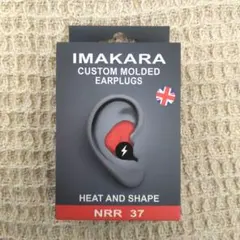 IMAKARA
CUSTOM MOLDED
EARPLUGS
HEAT AND SHAPE
NRR 37